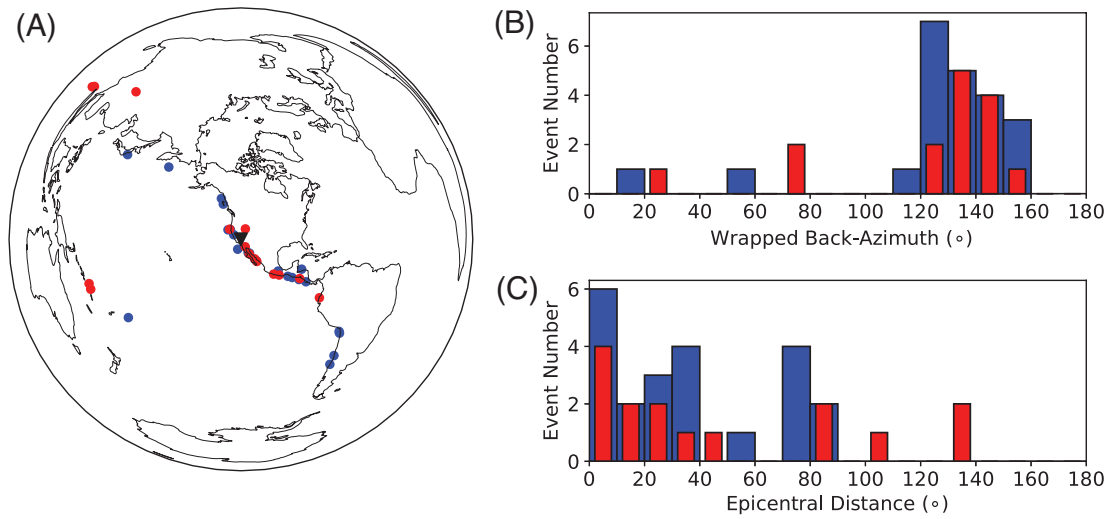 (A)
(B)
Event Number
6
4
2
0
0 20 40 60 80 100 120 140 160 180
Wrapped Back-Azimuth (∘)
(C)
Event Number
6
4
2
0
0 20 40 60 80 100 120 140 160 180
Epicentral Distance (∘)